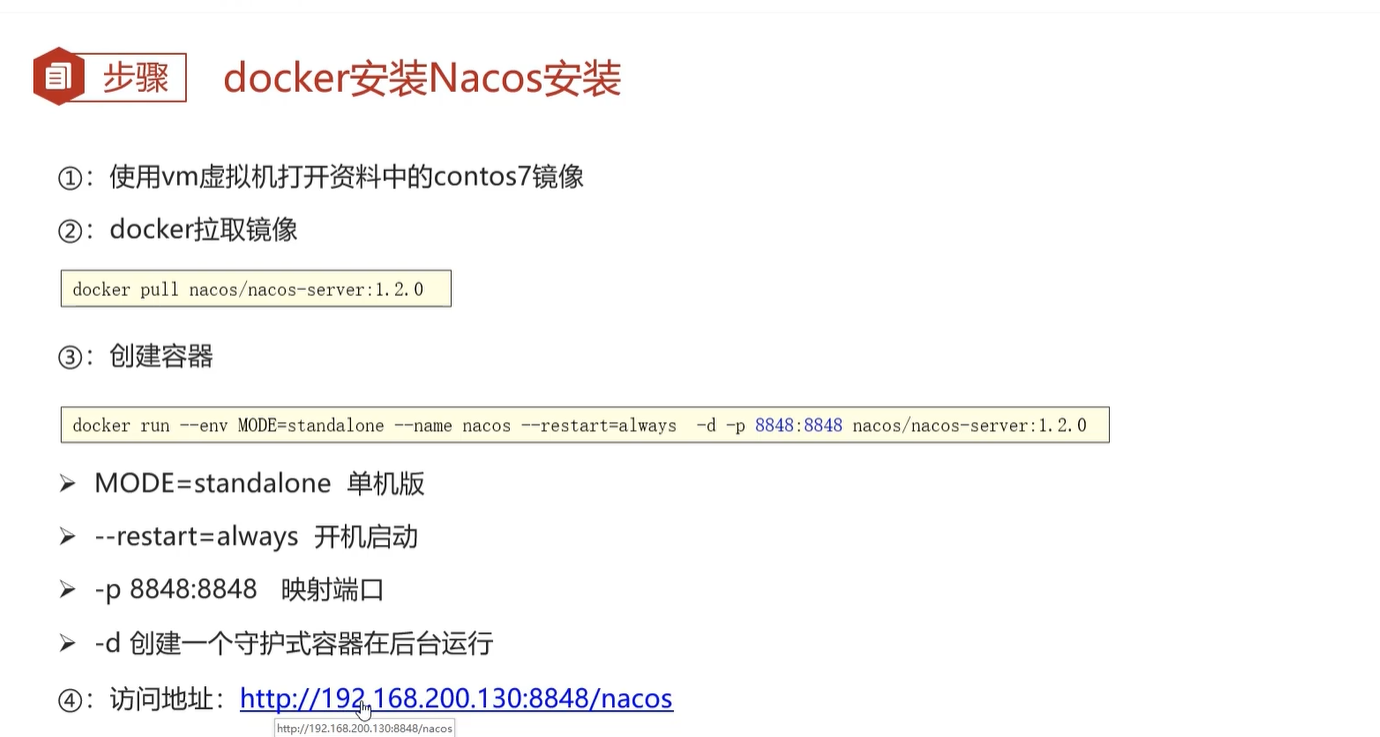 步骤 docker安装Nacos安装
①：使用vm虚拟机打开资料中的contos7镜像
②：docker拉取镜像
docker pull nacos/nacos-server:1.2.0
③：创建容器
docker run --env MODE=standalone --name nacos --restart=always -d -p 8848:8848 nacos/nacos-server:1.2.0
➢ MODE=standalone 单机版
➢ --restart=always 开机启动
➢ -p 8848:8848 映射端口
➢ -d 创建一个守护式容器在后台运行
④：访问地址：http://192.168.200.130:8848/nacos
http://192.168.200.130:8848/nacos